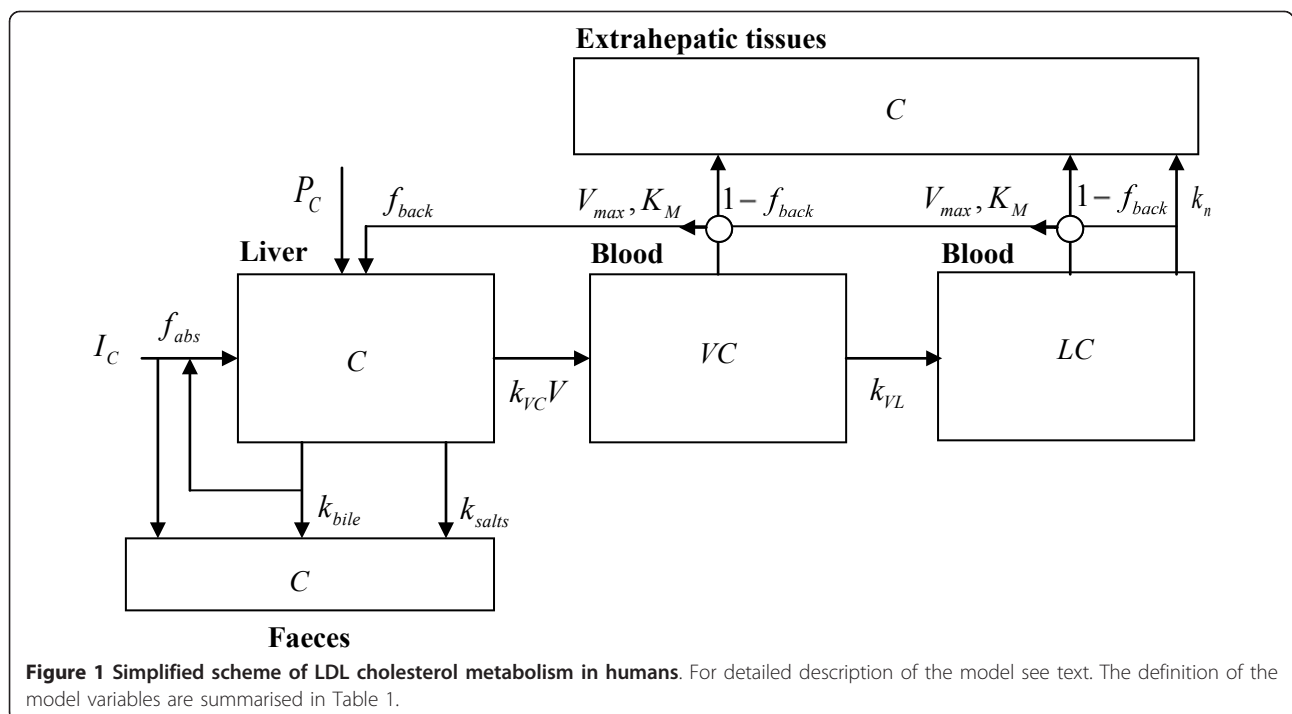 Extrahepatic tissues
C
P_C
f_back
V_max, K_M
1 − f_back
V_max, K_M
1 − f_back
k_n
Liver
Blood
Blood
I_C
f_abs
C
VC
LC
k_VC V
k_VL
k_bile
k_salts
C
Faeces
Figure 1 Simplified scheme of LDL cholesterol metabolism in humans. For detailed description of the model see text. The definition of the
model variables are summarised in Table 1.